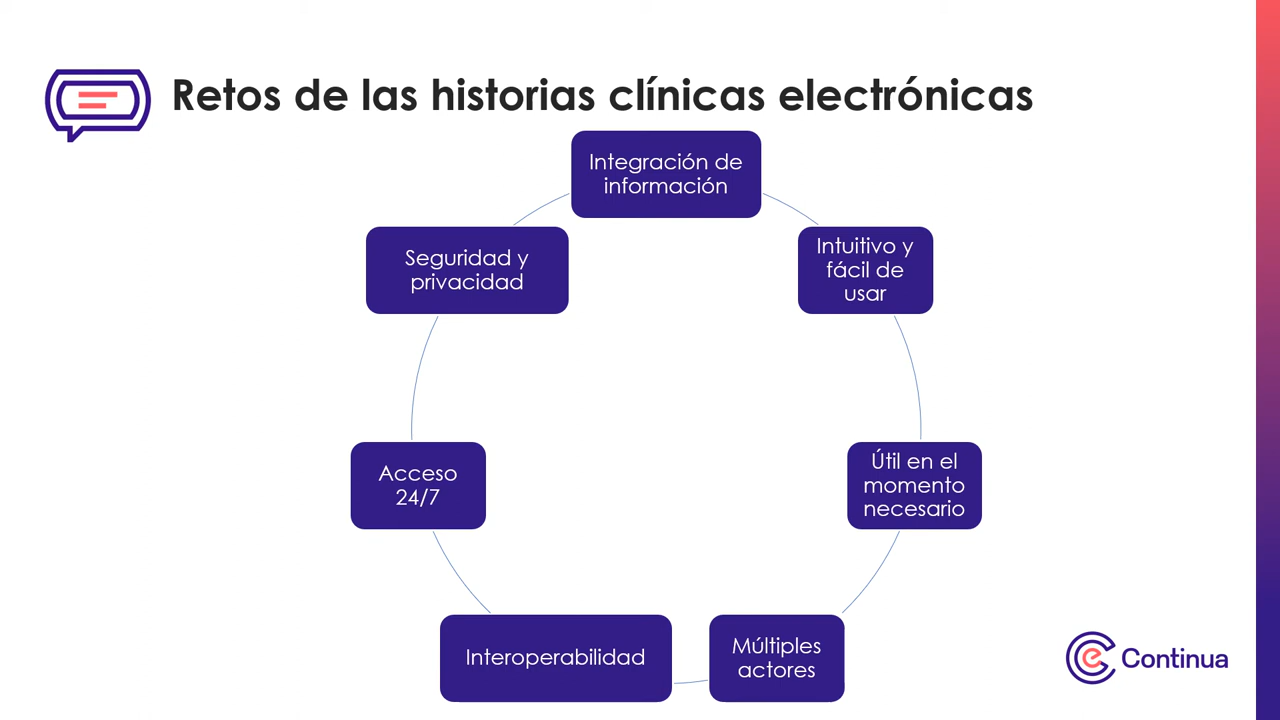 Retos de las historias clínicas electrónicas
Integración de
información
Intuitivo y
fácil de
usar
Útil en el
momento
necesario
Múltiples
actores
Interoperabilidad
Acceso
24/7
Seguridad y
privacidad
e Continua